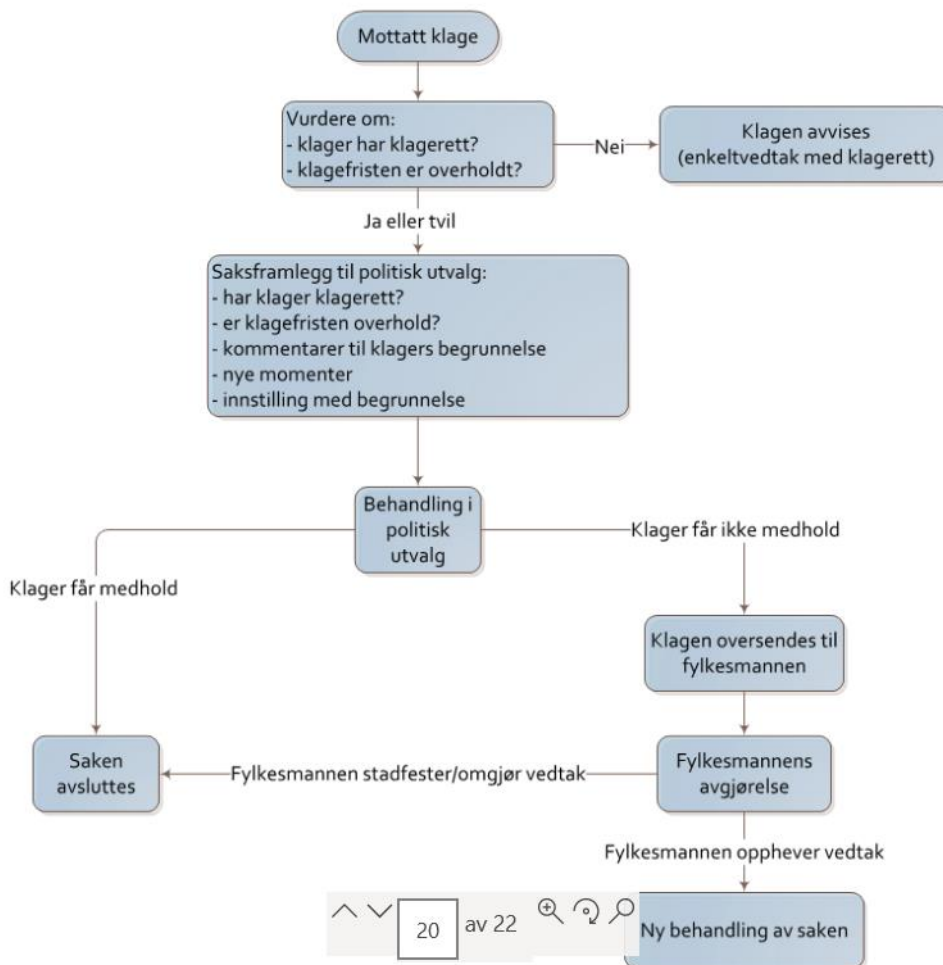 Mottatt klage
Vurdere om:
- klager har klagerett?
- klagefristen er overholdt?
Nei
Klagen avvises
(enkeltvedtak med klagerett)
Ja eller tvil
Saksframlegg til politisk utvalg:
- har klager klagerett?
- er klagefristen overhold?
- kommentarer til klagers begrunnelse
- nye momenter
- innstilling med begrunnelse
Behandling i
politisk
utvalg
Klager får medhold
Klager får ikke medhold
Klagen oversendes til
fylkesmannen
Saken
avsluttes
Fylkesmannen stadfester/omgjør vedtak
Fylkesmannens
avgjørelse
Fylkesmannen opphever vedtak
Ny behandling av saken
20 av 22